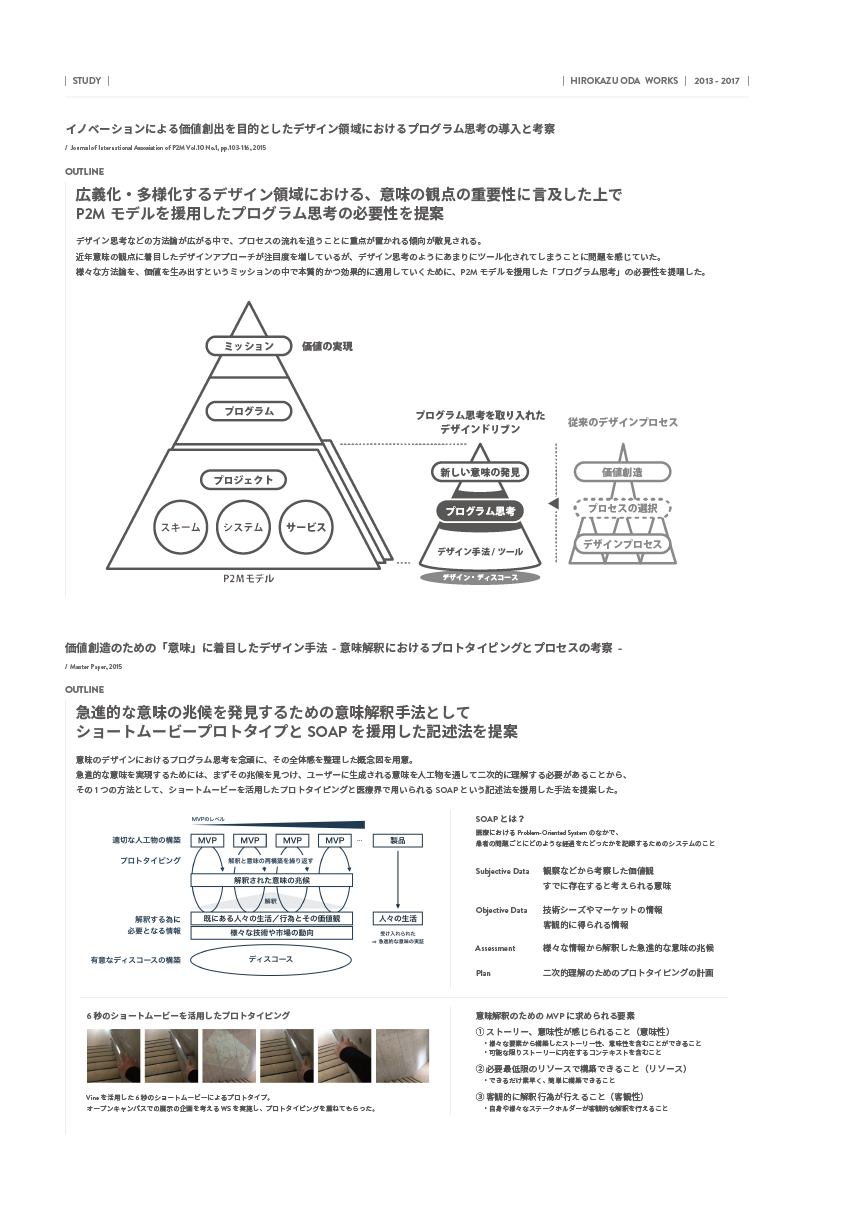 | STUDY |
| HIROKAZU ODA WORKS | 2013 - 2017 |
イノベーションによる価値創出を目的としたデザイン領域におけるプログラム思考の導入と考察
/ Journal of International Association of P2M Vol.10 No.1, pp.103-116, 2015
OUTLINE
広義化・多様化するデザイン領域における、意味の観点の重要性に言及した上で
P2M モデルを援用したプログラム思考の必要性を提案
デザイン思考などの方法論が広がる中で、プロセスの流れを追うことに重点が置かれる傾向が散見される。
近年意味の観点に着目したデザインアプローチが注目度を増しているが、デザイン思考のようにあまりにツール化されてしまうことに問題を感じていた。
様々な方法論を、価値を生み出すというミッションの中で本質的かつ効果的に適用していくために、P2M モデルを援用した「プログラム思考」の必要性を提唱した。
ミッション
価値の実現
プログラム
プロジェクト
スキーム
システム
サービス
P2Mモデル
プログラム思考を取り入れた
デザインドリブン
新しい意味の発見
プログラム思考
デザイン手法 / ツール
デザイン・ディスコース
従来のデザインプロセス
価値創造
プロセスの選択
デザインプロセス
価値創造のための「意味」に着目したデザイン手法 - 意味解釈におけるプロトタイピングとプロセスの考察 -
/ Master Paper, 2015
OUTLINE
急進的な意味の兆候を発見するための意味解釈手法として
ショートムービープロトタイプと SOAP を援用した記述法を提案
意味のデザインにおけるプログラム思考を念頭に、その全体感を整理した概念図を用意。
急進的な意味を実現するためには、まずその兆候を見つけ、ユーザーに生成される意味を人工物を通して二次的に理解する必要があることから、
その 1 つの方法として、ショートムービーを活用したプロトタイピングと医療界で用いられる SOAP という記述法を援用した手法を提案した。
MVPのレベル
適切な人工物の構築
MVP
MVP
MVP
MVP
...
製品
プロトタイピング
解釈と意味の再構築を繰り返す
解釈された意味の兆候
解釈
解釈する為に
必要となる情報
既にある人々の生活／行為とその価値観
様々な技術や市場の動向
人々の生活
受け入れられた
⇒ 急進的な意味の実証
有意なディスコースの構築
ディスコース
SOAP とは？
医療における Problem-Oriented System のなかで、
患者の問題ごとにどのような経過をたどったかを記録するためのシステムのこと
Subjective Data 観察などから考察した価値観
すでに存在すると考えられる意味
Objective Data 技術シーズやマーケットの情報
客観的に得られる情報
Assessment 様々な情報から解釈した急進的な意味の兆候
Plan 二次的理解のためのプロトタイピングの計画
6 秒のショートムービーを活用したプロトタイピング
Vine を活用した 6 秒のショートムービーによるプロトタイプ。
オープンキャンパスでの展示の企画を考える WS を実施し、プロトタイピングを重ねてもらった。
意味解釈のための MVP に求められる要素
① ストーリー、意味性が感じられること（意味性）
・様々な要素から構築したストーリー性、意味性を含むことができること
・可能な限りストーリーに内在するコンテキストを含むこと
② 必要最低限のリソースで構築できること（リソース）
・できるだけ素早く、簡単に構築できること
③ 客観的に解釈行為が行えること（客観性）
・自身や様々なステークホルダーが客観的な解釈を行えること